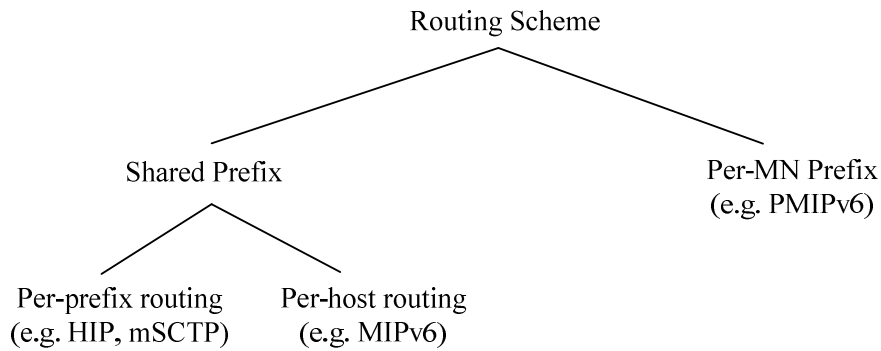 Routing Scheme
Shared Prefix
Per-MN Prefix
(e.g. PMIPv6)
Per-prefix routing
(e.g. HIP, mSCTP)
Per-host routing
(e.g. MIPv6)